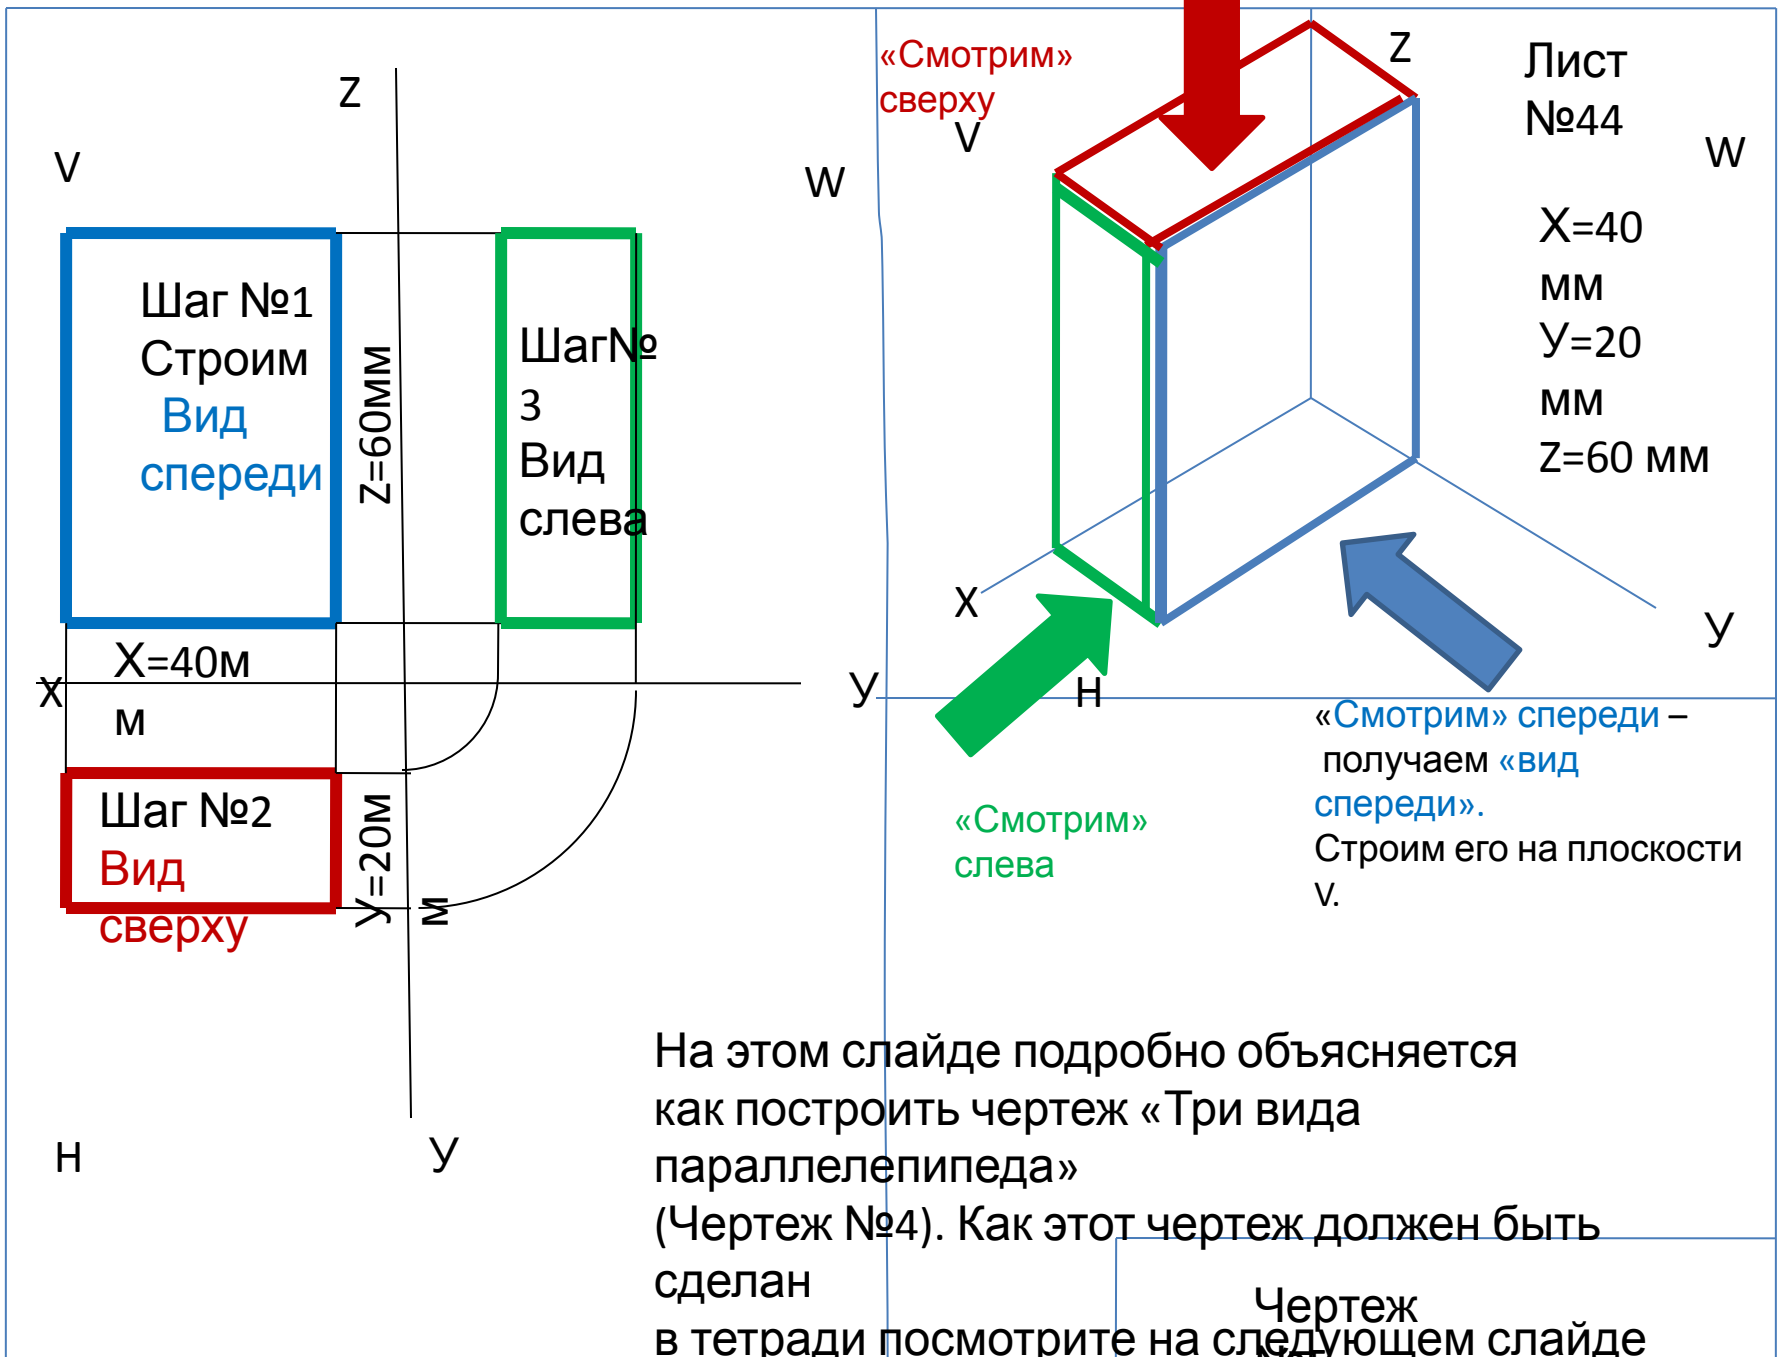 Z
V
W
Шаг №1
Строим
Вид
спереди
Z=60мм
Шаг№
3
Вид
слева
X=40м
м
X
У
Шаг №2
Вид
сверху
У=20м
м
H
У
«Смотрим»
сверху
V
Z
Лист
№44
W
X=40
мм
У=20
мм
Z=60 мм
X
У
H
«Смотрим»
слева
«Смотрим» спереди –
получаем «вид
спереди».
Строим его на плоскости
V.
На этом слайде подробно объясняется
как построить чертеж «Три вида
параллелепипеда»
(Чертеж №4). Как этот чертеж должен быть
сделан
в тетради посмотрите на следующем слайде
Чертеж